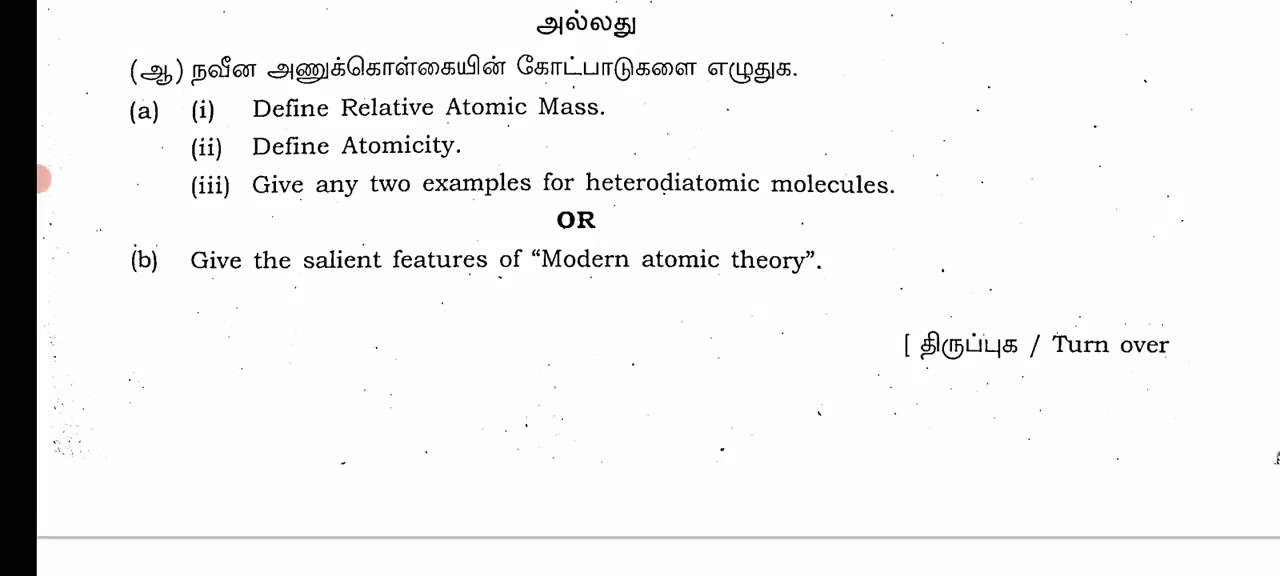 அல்லது
(ஆ) நவீன அணுக்கொள்கையின் கோட்பாடுகளை எழுதுக.
(a) (i) Define Relative Atomic Mass.
(ii) Define Atomicity.
(iii) Give any two examples for heterodiatomic molecules.
OR
(b) Give the salient features of “Modern atomic theory”.
[ திருப்புக / Turn over